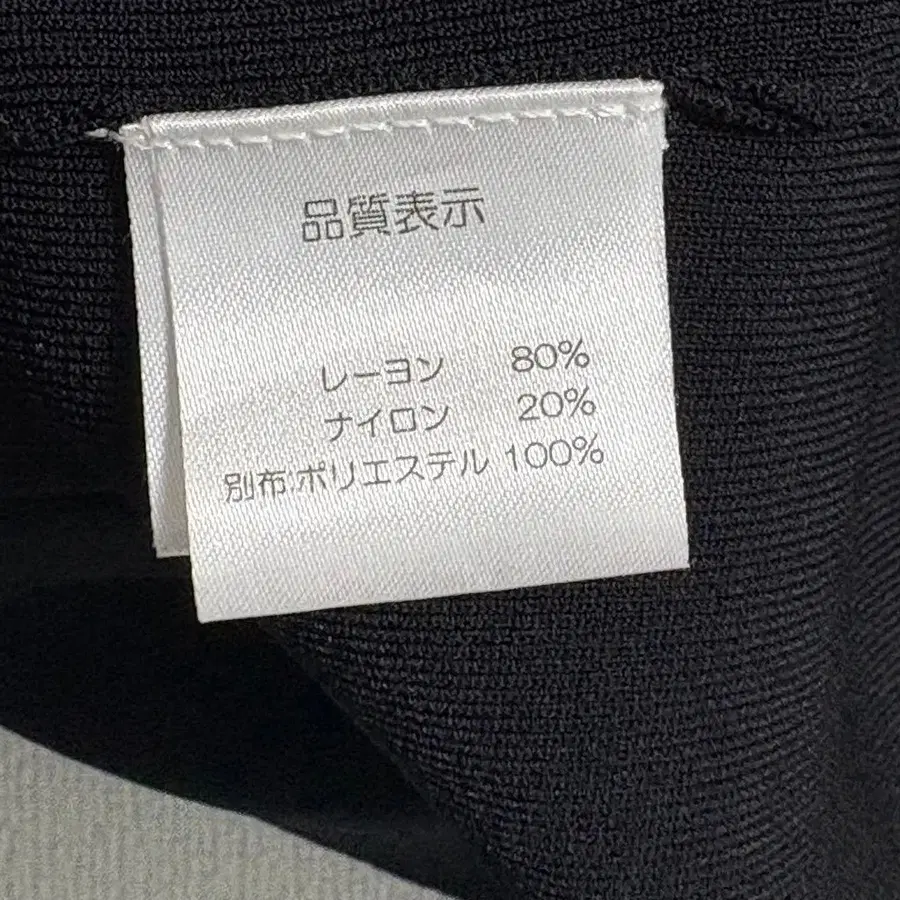 品質表示
レーヨン 80%
ナイロン 20%
別布:ポリエステル 100%